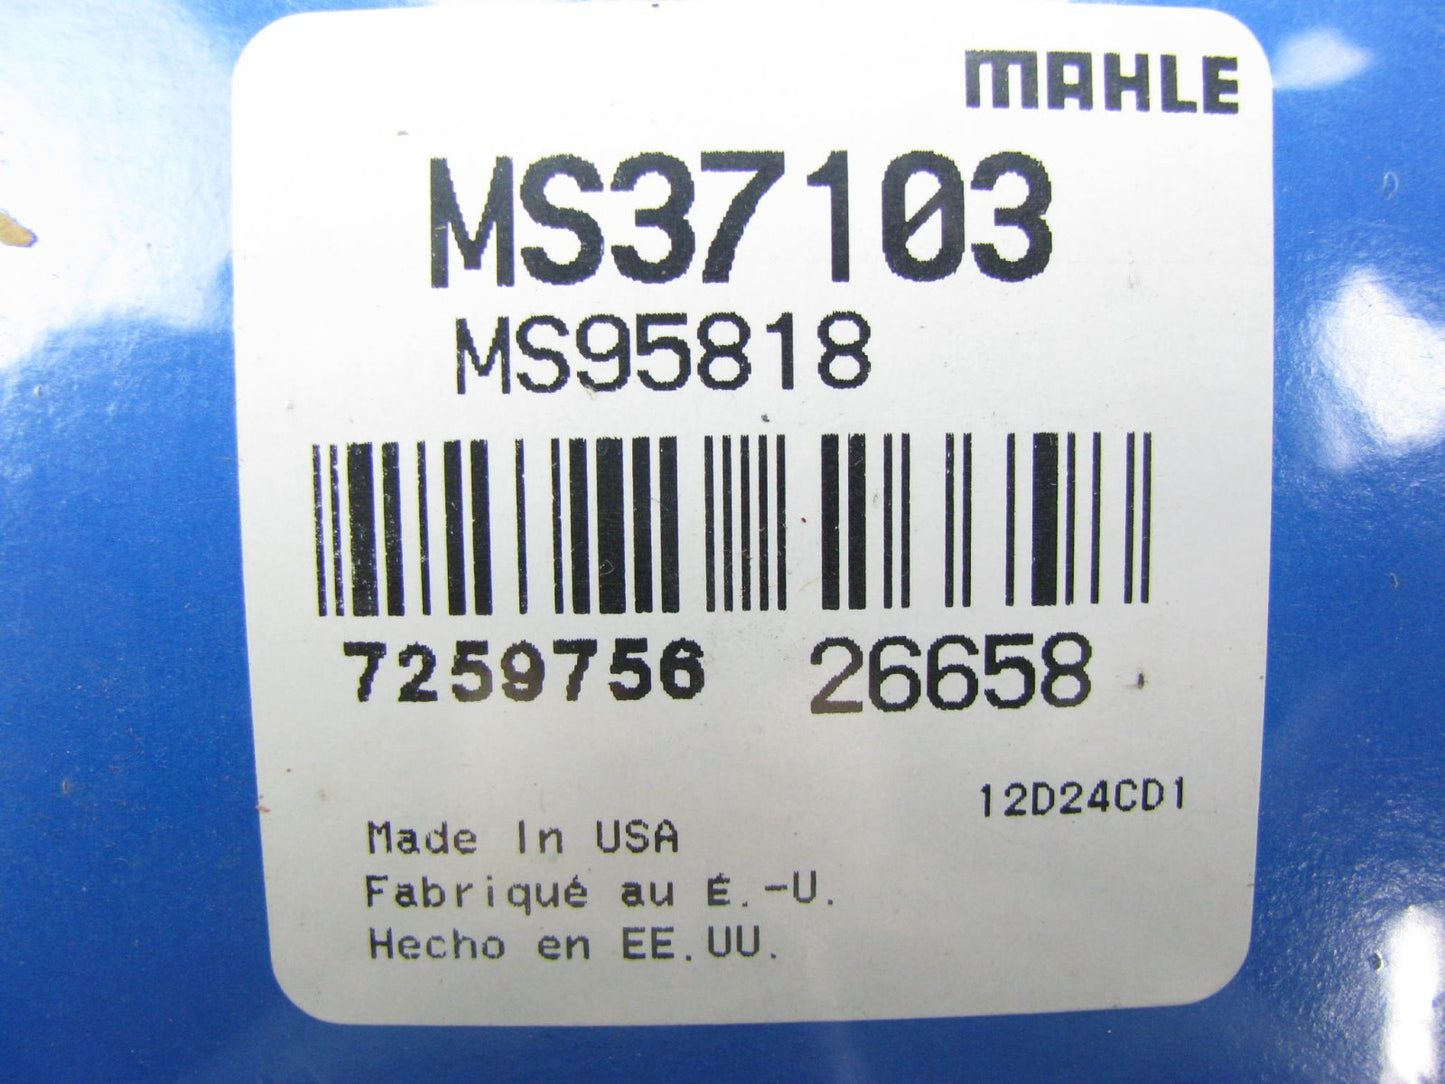 MAHLE
MS37103
MS95818
7259756 26658
12D24CD1
Made In USA
Fabriqué au É.-U.
Hecho en EE.UU.